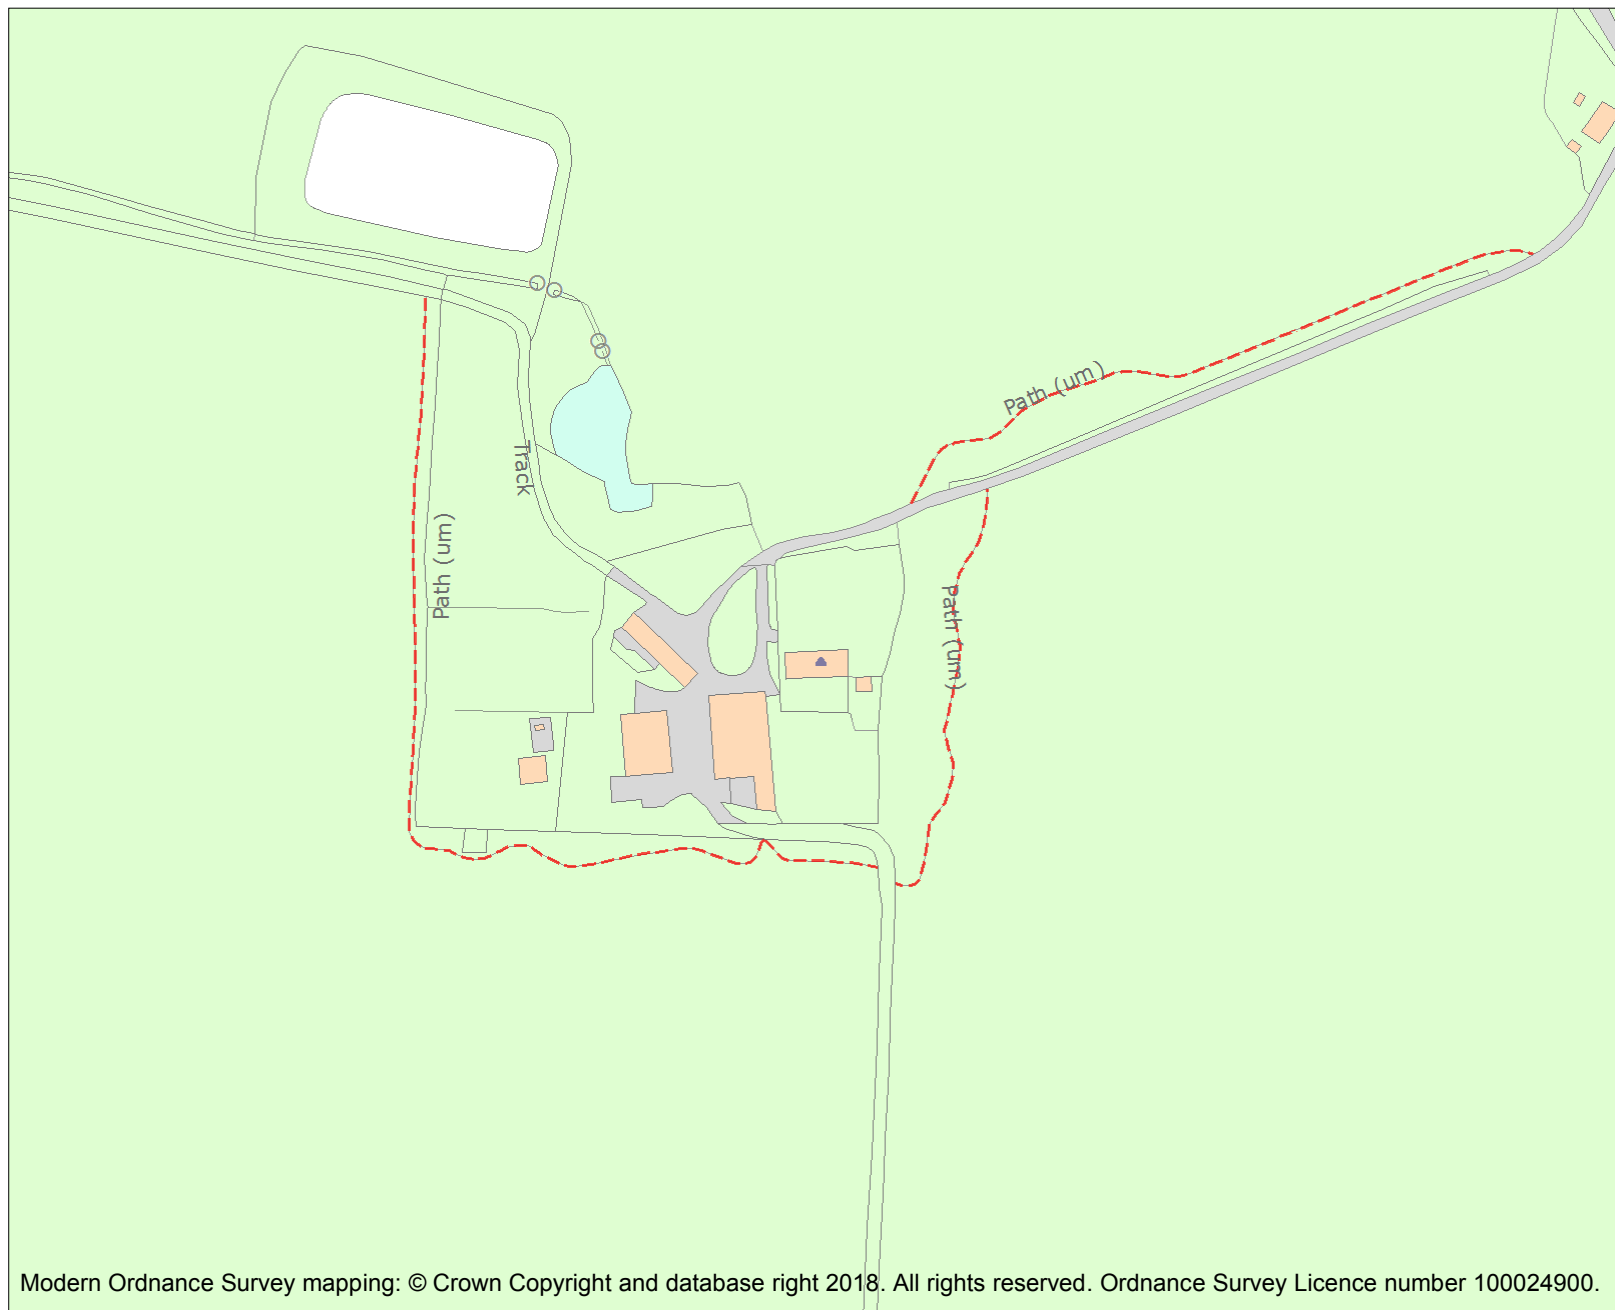 Path (um)
Track
Path (um)
Path (um)
Modern Ordnance Survey mapping: © Crown Copyright and database right 2018. All rights reserved. Ordnance Survey Licence number 100024900.